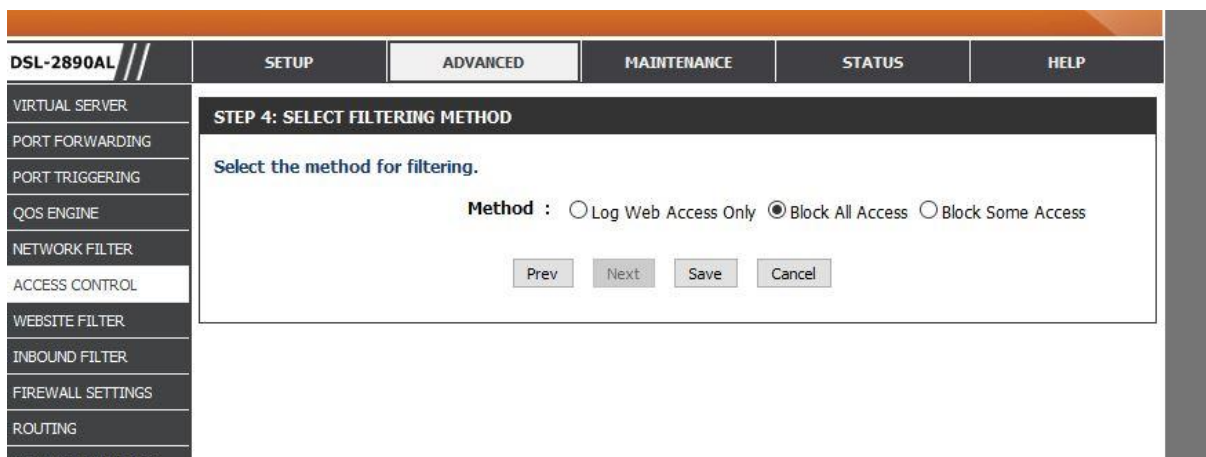 DSL-2890AL
SETUP
ADVANCED
MAINTENANCE
STATUS
HELP
VIRTUAL SERVER
PORT FORWARDING
PORT TRIGGERING
QOS ENGINE
NETWORK FILTER
ACCESS CONTROL
WEBSITE FILTER
INBOUND FILTER
FIREWALL SETTINGS
ROUTING
STEP 4: SELECT FILTERING METHOD
Select the method for filtering.
Method : Log Web Access Only Block All Access Block Some Access
Prev Next Save Cancel